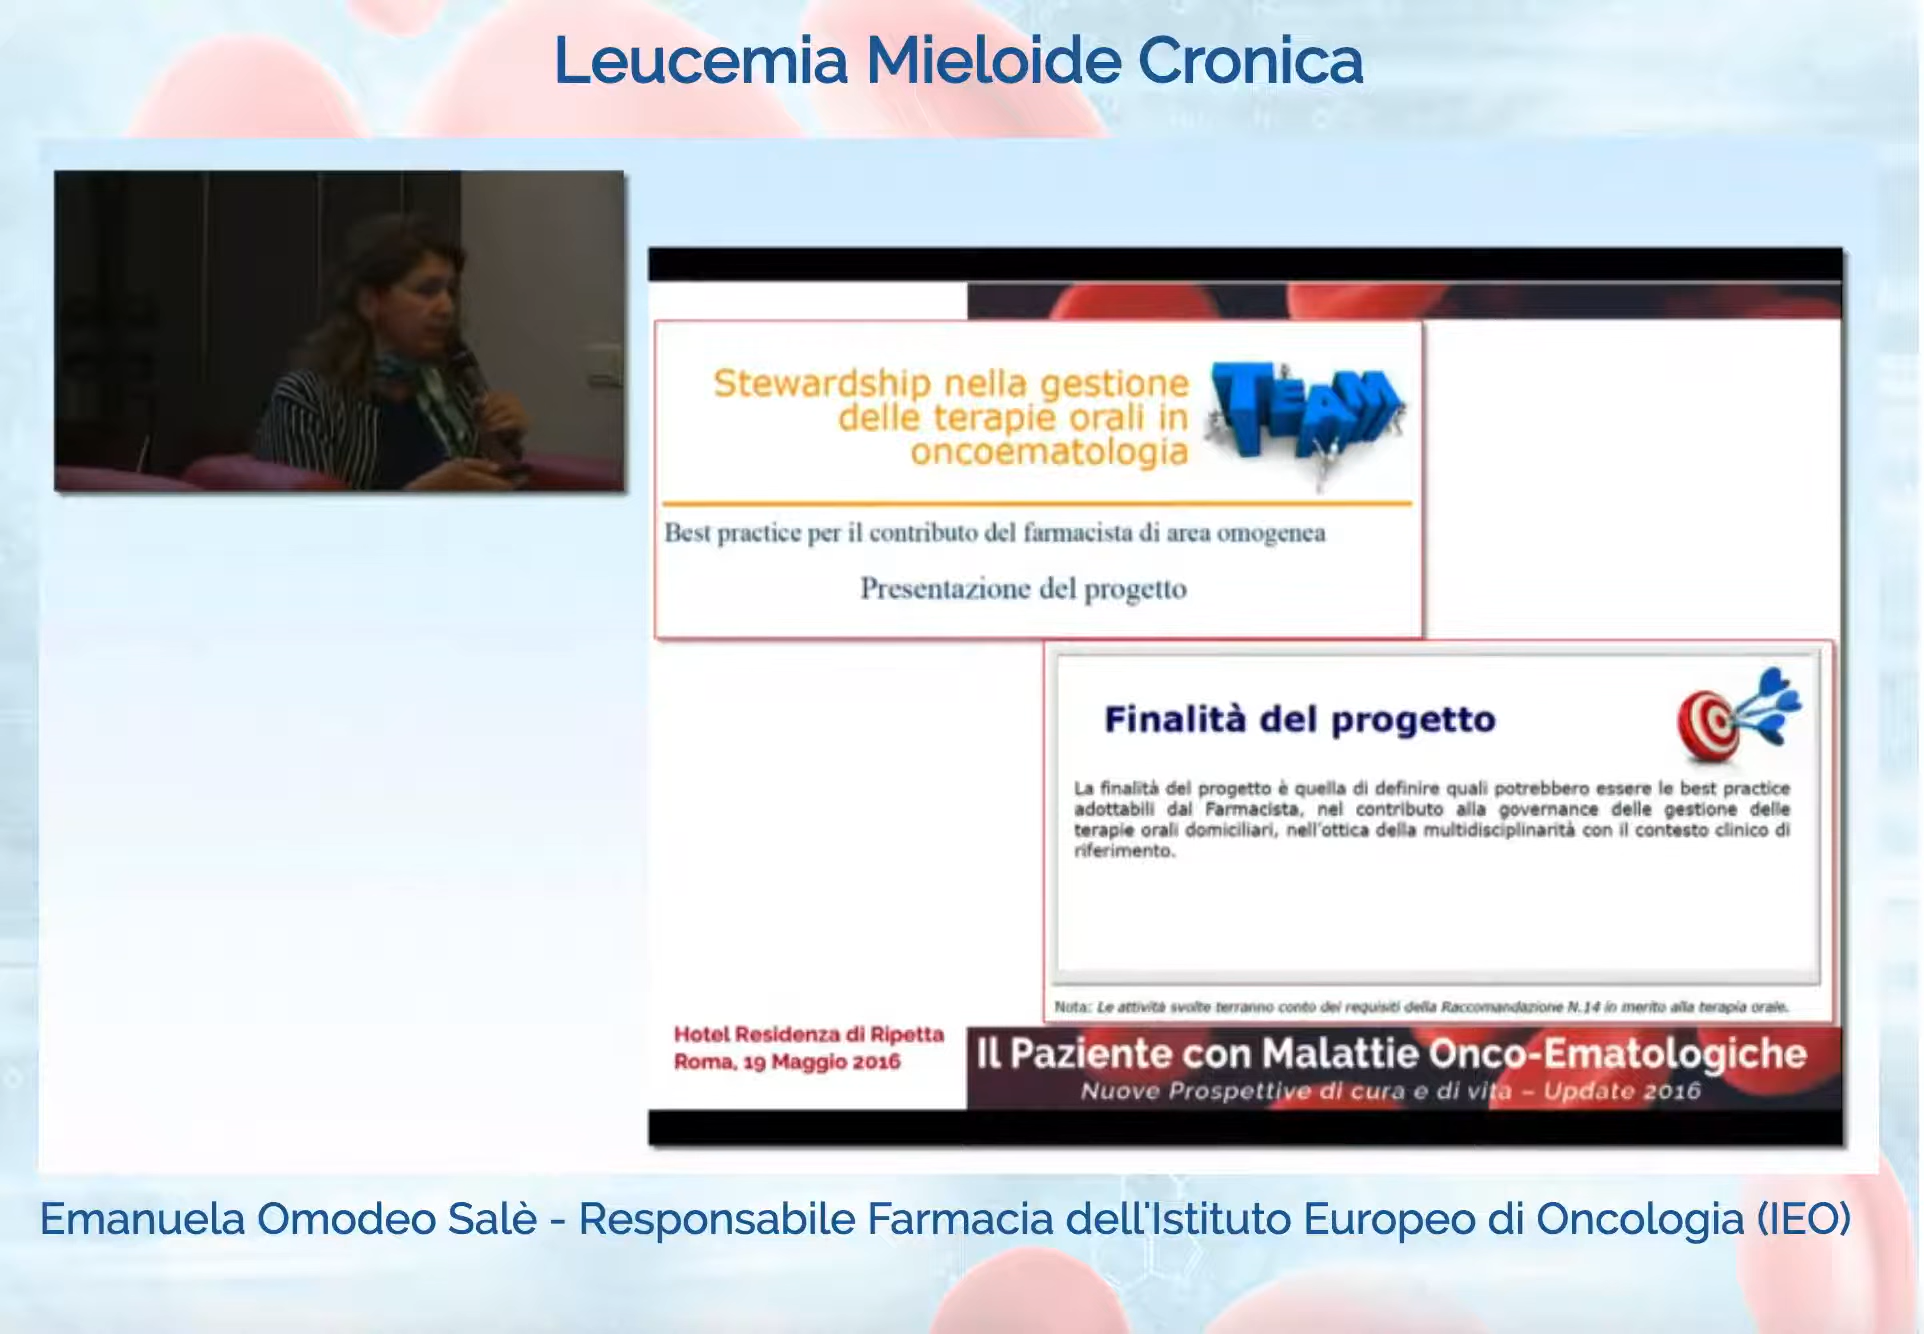 Leucemia Mieloide Cronica
Stewardship nella gestione
delle terapie orali in
oncoematologia
TEAM
Best practice per il contributo del farmacista di area omogenea
Presentazione del progetto
Finalità del progetto
La finalità del progetto è quella di definire quali potrebbero essere le best practice
adottabili dal Farmacista, nel contributo alla governance delle gestione delle
terapie orali domiciliari, nell'ottica della multidisciplinarità con il contesto clinico di
riferimento.
Nota: Le attività svolte terranno conto dei requisiti della Raccomandazione N.14 in merito alla terapia orale.
Hotel Residenza di Ripetta
Roma, 19 Maggio 2016
Il Paziente con Malattie Onco-Ematologiche
Nuove Prospettive di cura e di vita – Update 2016
Emanuela Omodeo Salè - Responsabile Farmacia dell'Istituto Europeo di Oncologia (IEO)